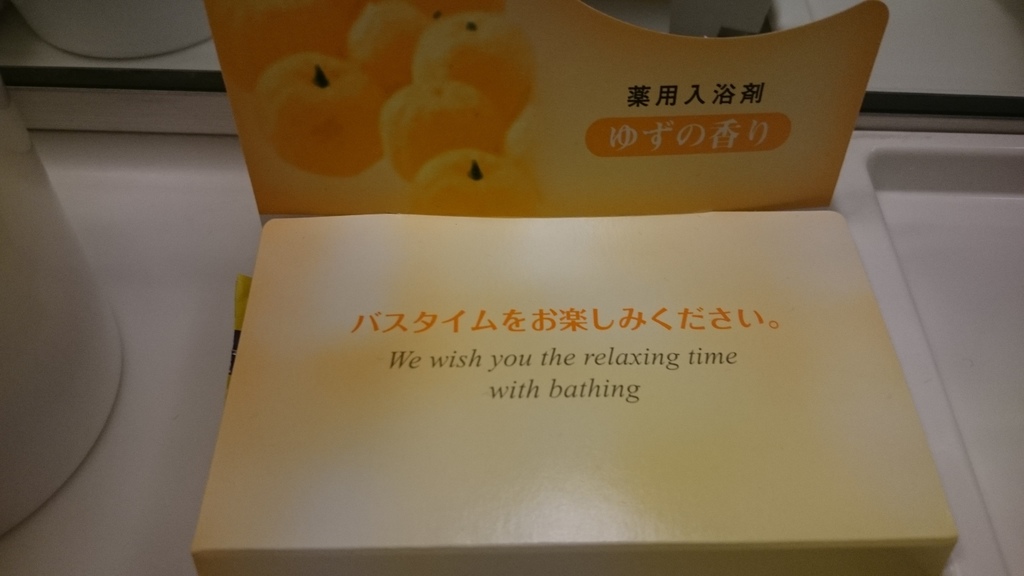 薬用入浴剤
ゆずの香り
バスタイムをお楽しみください。
We wish you the relaxing time
with bathing